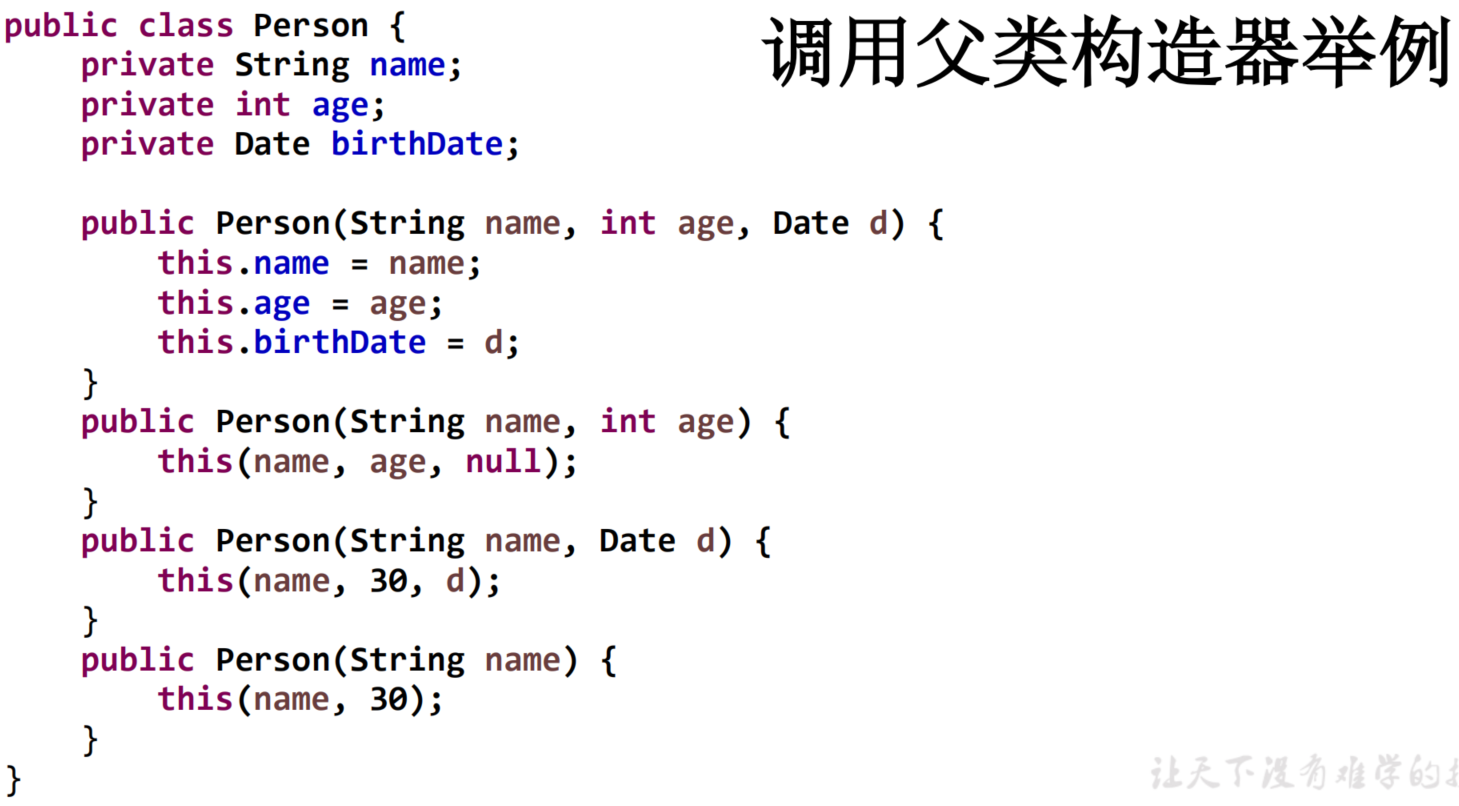 调用父类构造器举例
public class Person {
    private String name;
    private int age;
    private Date birthDate;

    public Person(String name, int age, Date d) {
        this.name = name;
        this.age = age;
        this.birthDate = d;
    }
    public Person(String name, int age) {
        this(name, age, null);
    }
    public Person(String name, Date d) {
        this(name, 30, d);
    }
    public Person(String name) {
        this(name, 30);
    }
}
让天下没有难学的